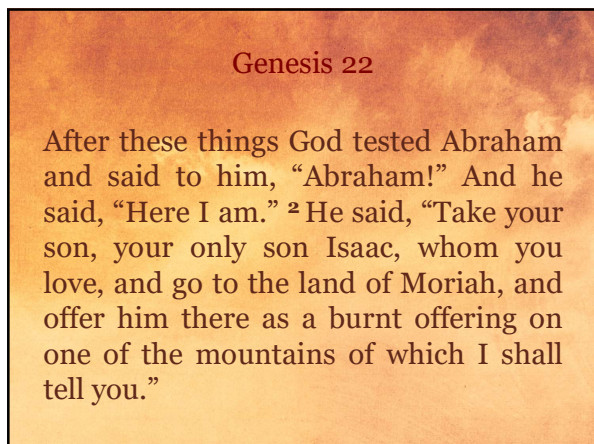 Genesis 22
After these things God tested Abraham
and said to him, “Abraham!” And he
said, “Here I am.” ² He said, “Take your
son, your only son Isaac, whom you
love, and go to the land of Moriah, and
offer him there as a burnt offering on
one of the mountains of which I shall
tell you.”